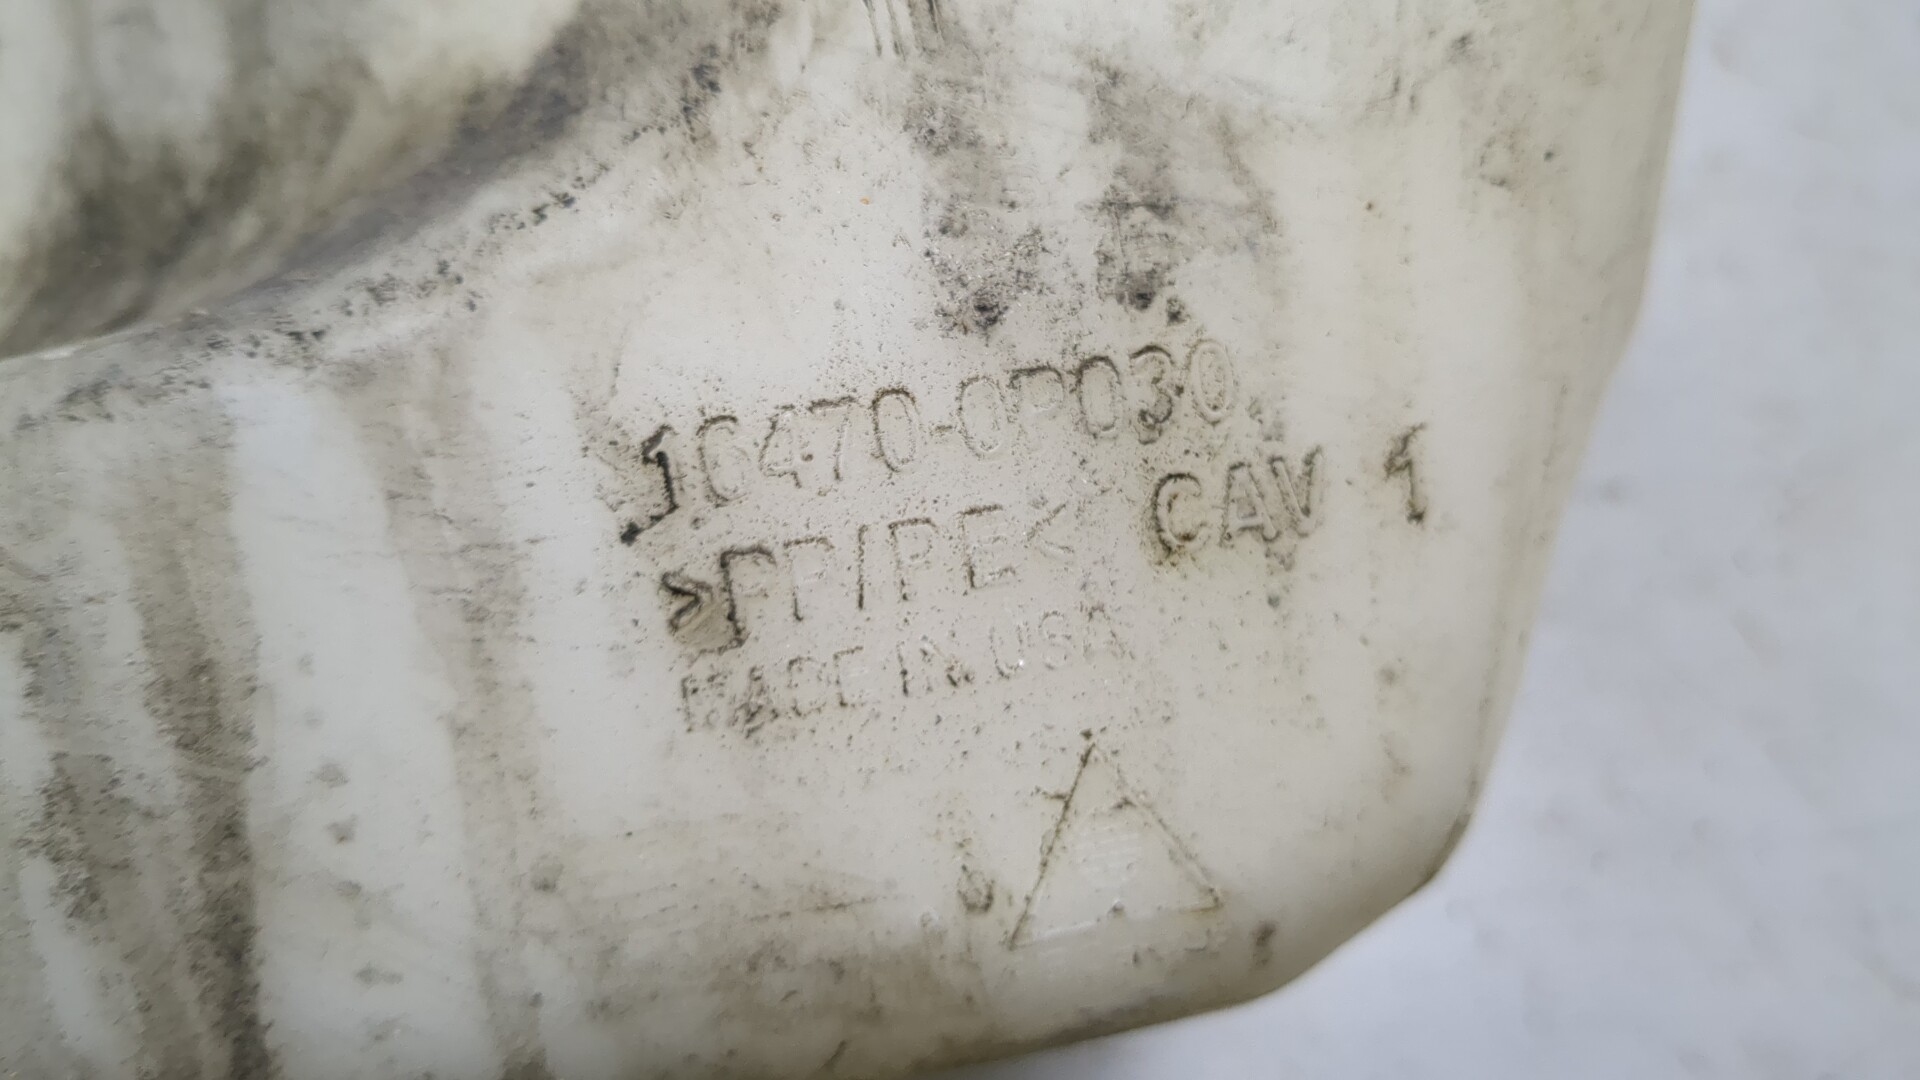 16470-0P030
>PP/PE< CAV 1
MADE IN USA